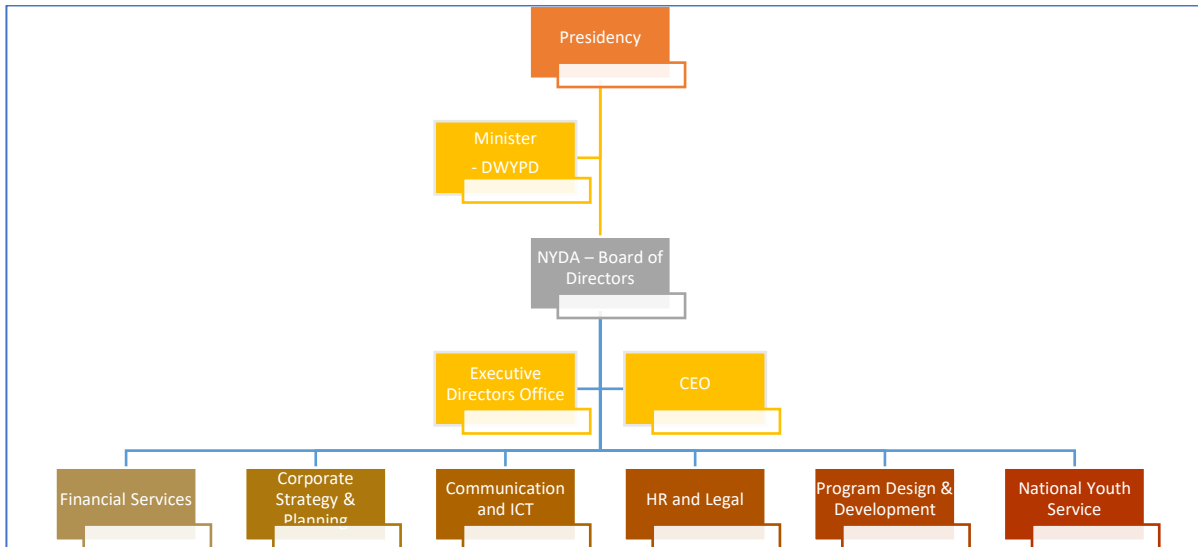 Presidency
Minister
- DWYPD
NYDA – Board of
Directors
Executive
Directors Office
CEO
Financial Services
Corporate
Strategy &
Planning
Communication
and ICT
HR and Legal
Program Design &
Development
National Youth
Service